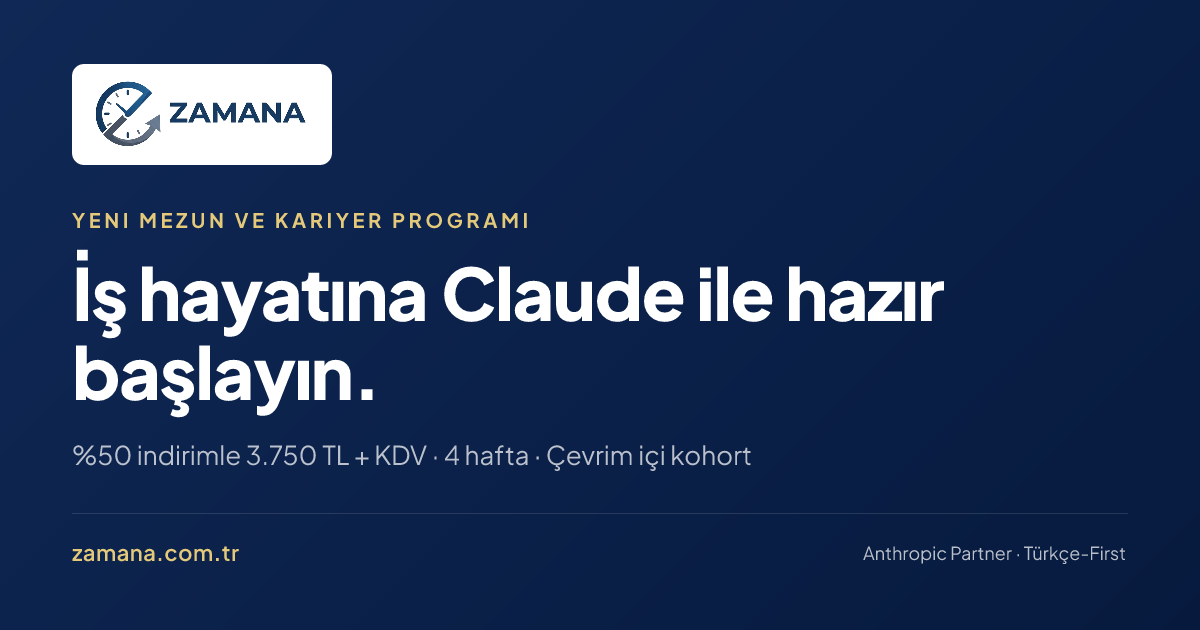 ZAMANA
YENI MEZUN VE KARIYER PROGRAMI
İş hayatına Claude ile hazır
başlayın.
%50 indirimle 3.750 TL + KDV · 4 hafta · Çevrim içi kohort
zamana.com.tr
Anthropic Partner · Türkçe-First